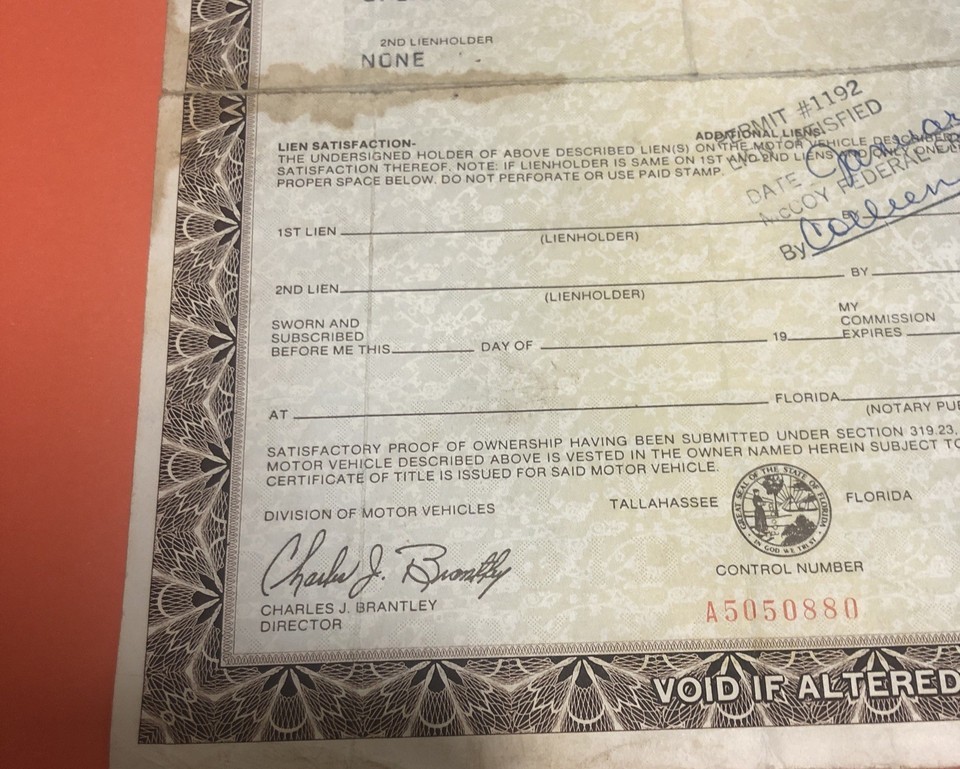 2ND LIENHOLDER
NONE
PERMIT #1192
LIEN SATISFIED
DATE
McCOY FEDERAL
By Colleen
LIEN SATISFACTION-
ADDITIONAL LIENS.
THE UNDERSIGNED HOLDER OF ABOVE DESCRIBED LIEN(S) ON THE MOTOR VEHICLE DESCRIBED
SATISFACTION THEREOF. NOTE: IF LIENHOLDER IS SAME ON 1ST AND 2ND LIENS
PROPER SPACE BELOW. DO NOT PERFORATE OR USE PAID STAMP.
1ST LIEN
(LIENHOLDER)
2ND LIEN BY
(LIENHOLDER)
SWORN AND
SUBSCRIBED
BEFORE ME THIS DAY OF 19
MY
COMMISSION
EXPIRES
AT FLORIDA
(NOTARY PUB
SATISFACTORY PROOF OF OWNERSHIP HAVING BEEN SUBMITTED UNDER SECTION 319.23,
MOTOR VEHICLE DESCRIBED ABOVE IS VESTED IN THE OWNER NAMED HEREIN SUBJECT TO
CERTIFICATE OF TITLE IS ISSUED FOR SAID MOTOR VEHICLE.
DIVISION OF MOTOR VEHICLES
TALLAHASSEE FLORIDA
GREAT SEAL OF THE STATE OF FLORIDA
IN GOD WE TRUST
Charles J. Brantley
CHARLES J. BRANTLEY
DIRECTOR
CONTROL NUMBER
A5050880
VOID IF ALTERED